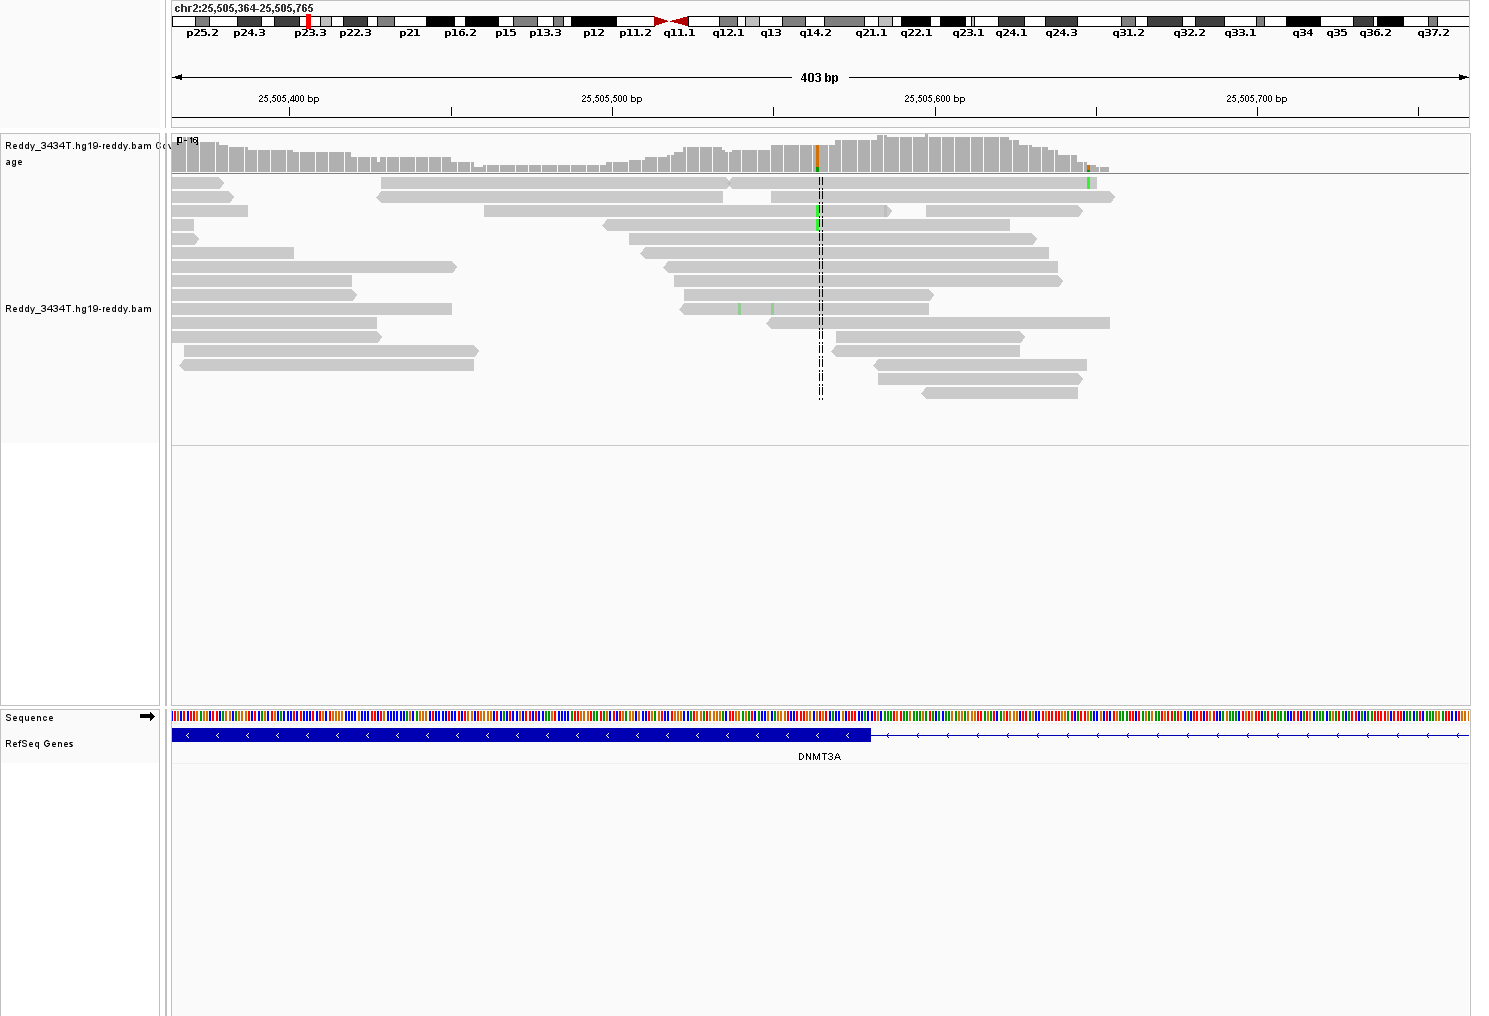 chr2:25,505,364-25,505,765
p25.2 p24.3 p23.3 p22.3 p21 p16.2 p15 p13.3 p12 p11.2 q11.1 q12.1 q13 q14.2 q21.1 q22.1 q23.1 q24.1 q24.3 q31.2 q32.2 q33.1 q34 q35 q36.2 q37.2
403 bp
25,505,400 bp 25,505,500 bp 25,505,600 bp 25,505,700 bp
Reddy_3434T.hg19-reddy.bam Cov
age
Reddy_3434T.hg19-reddy.bam
Sequence
RefSeq Genes
DNMT3A